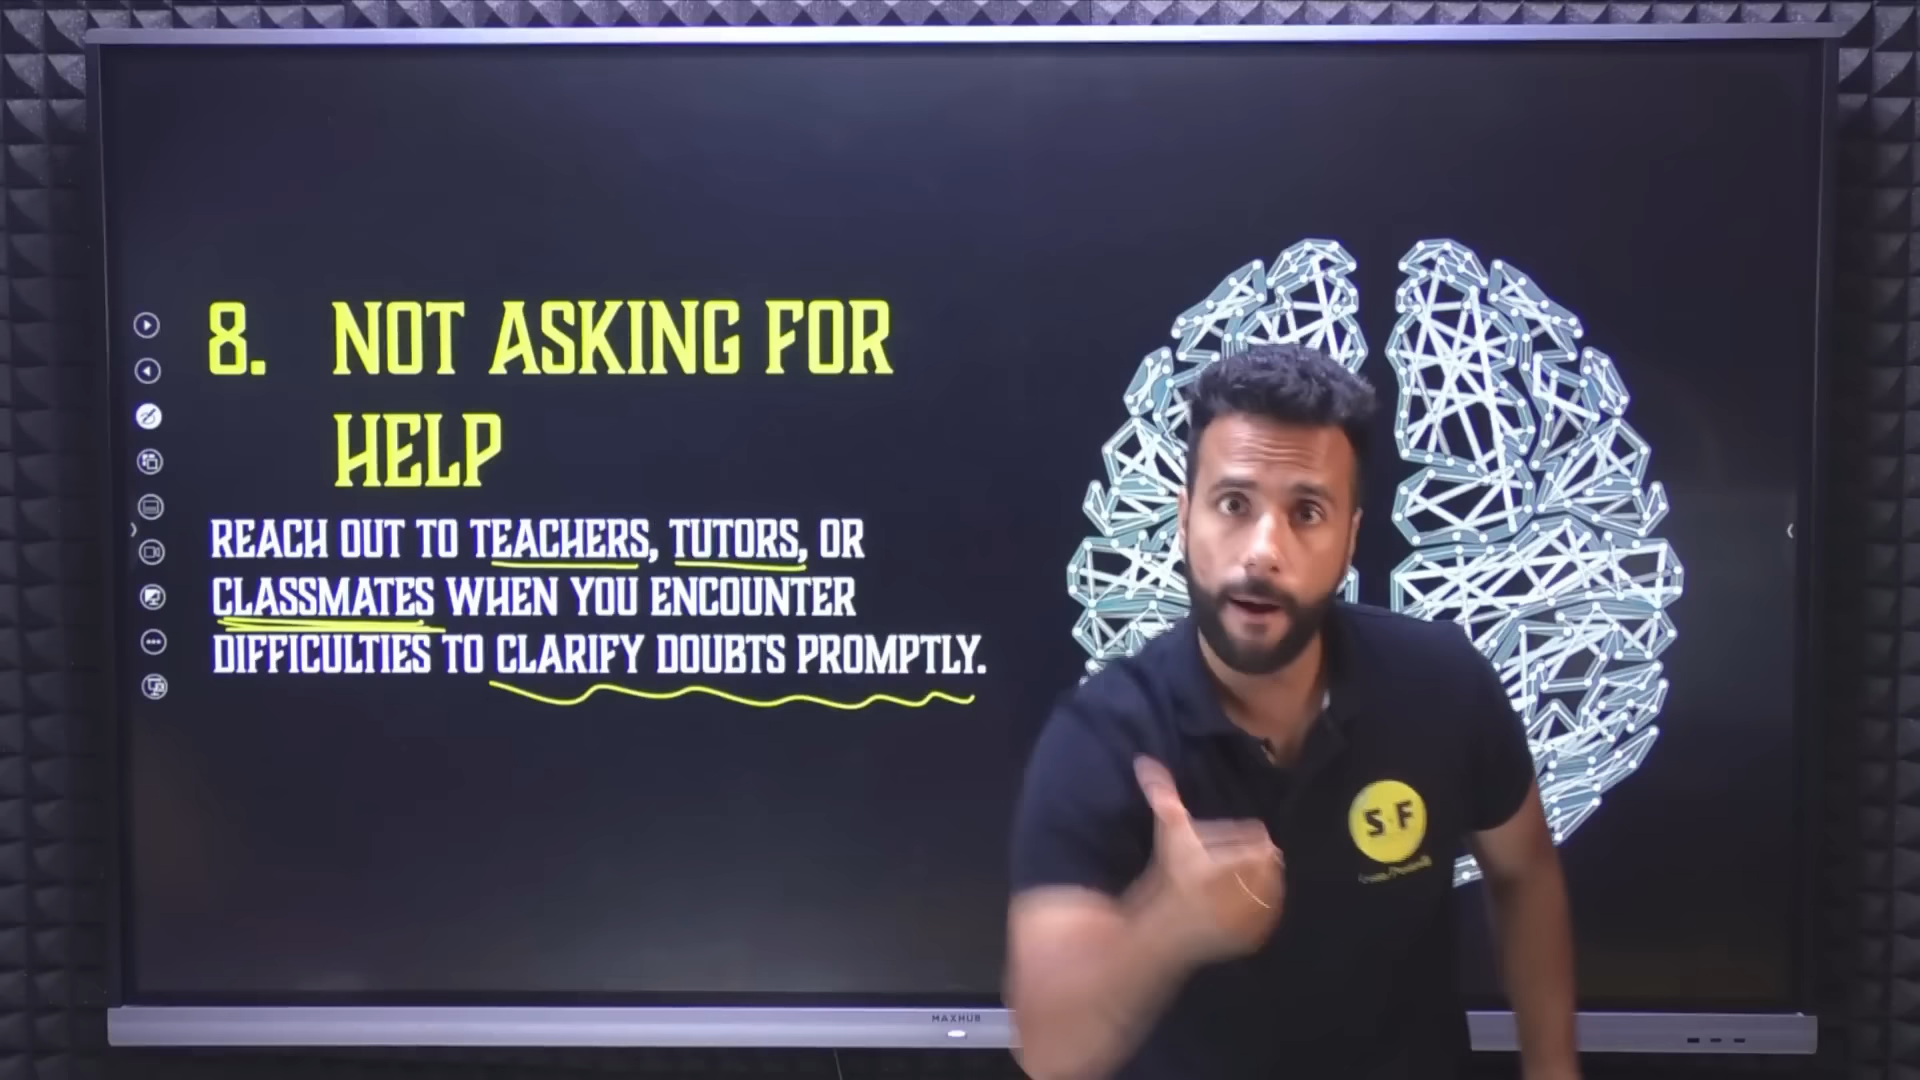 8. NOT ASKING FOR
HELP
REACH OUT TO TEACHERS, TUTORS, OR
CLASSMATES WHEN YOU ENCOUNTER
DIFFICULTIES TO CLARIFY DOUBTS PROMPTLY.
S F
MAXHUB